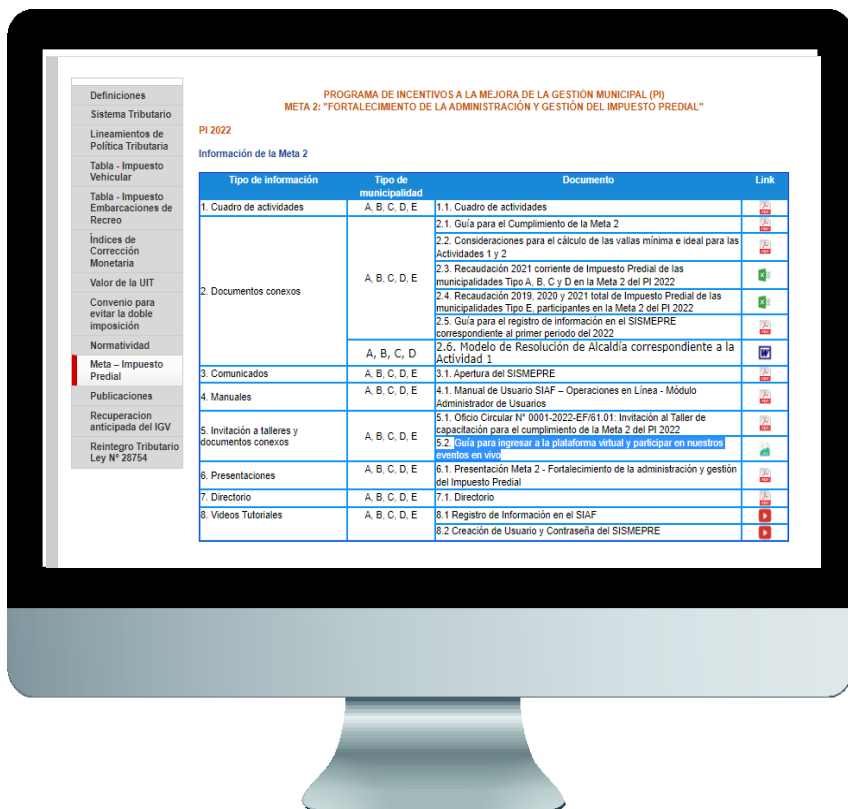 Definiciones
Sistema Tributario
Lineamientos de
Política Tributaria
Tabla - Impuesto
Vehicular
Tabla - Impuesto
Embarcaciones de
Recreo
Índices de
Corrección
Monetaria
Valor de la UIT
Convenio para
evitar la doble
imposición
Normatividad
Meta – Impuesto
Predial
Publicaciones
Recuperacion
anticipada del IGV
Reintegro Tributario
Ley Nº 28754
PROGRAMA DE INCENTIVOS A LA MEJORA DE LA GESTIÓN MUNICIPAL (PI)
META 2: "FORTALECIMIENTO DE LA ADMINISTRACIÓN Y GESTIÓN DEL IMPUESTO PREDIAL"
PI 2022
Información de la Meta 2
Tipo de información
Tipo de
municipalidad
Documento
Link
1. Cuadro de actividades
A, B, C, D, E
1.1. Cuadro de actividades
2. Documentos conexos
A, B, C, D, E
2.1. Guía para el Cumplimiento de la Meta 2
2.2. Consideraciones para el cálculo de las vallas mínima e ideal para las
Actividades 1 y 2
2.3. Recaudación 2021 corriente de Impuesto Predial de las
municipalidades Tipo A, B, C y D en la Meta 2 del PI 2022
2.4. Recaudación 2019, 2020 y 2021 total de Impuesto Predial de las
municipalidades Tipo E, participantes en la Meta 2 del PI 2022
2.5. Guía para el registro de información en el SISMEPRE
correspondiente al primer periodo del 2022
A, B, C, D
2.6. Modelo de Resolución de Alcaldía correspondiente a la
Actividad 1
3. Comunicados
A, B, C, D, E
3.1. Apertura del SISMEPRE
4. Manuales
A, B, C, D, E
4.1. Manual de Usuario SIAF – Operaciones en Línea - Módulo
Administrador de Usuarios
5. Invitación a talleres y
documentos conexos
A, B, C, D, E
5.1. Oficio Circular N° 0001-2022-EF/61.01: Invitación al Taller de
capacitación para el cumplimiento de la Meta 2 del PI 2022
5.2. Guía para ingresar a la plataforma virtual y participar en nuestros
eventos en vivo
6. Presentaciones
A, B, C, D, E
6.1. Presentación Meta 2 - Fortalecimiento de la administración y gestión
del Impuesto Predial
7. Directorio
A, B, C, D, E
7.1. Directorio
8. Videos Tutoriales
A, B, C, D, E
8.1 Registro de Información en el SIAF
8.2 Creación de Usuario y Contraseña del SISMEPRE